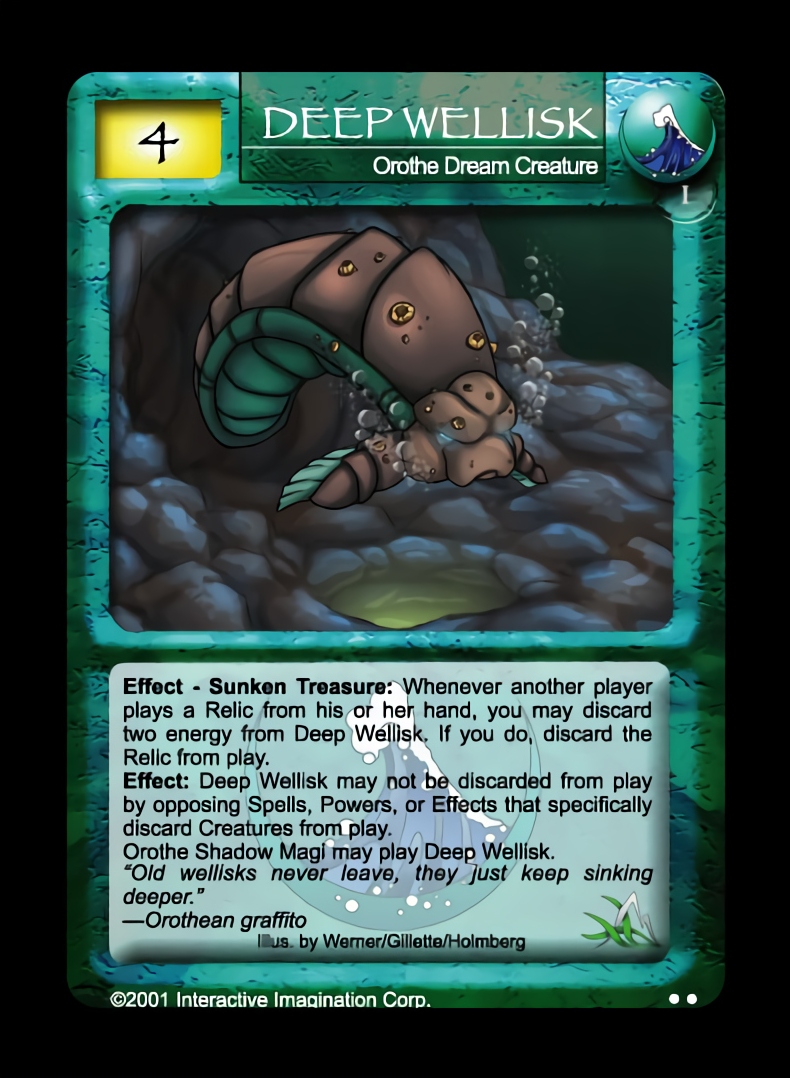 4
DEEP WELLISK
Orothe Dream Creature
I
Effect - Sunken Treasure: Whenever another player
plays a Relic from his or her hand, you may discard
two energy from Deep Wellisk. If you do, discard the
Relic from play.
Effect: Deep Wellisk may not be discarded from play
by opposing Spells, Powers, or Effects that specifically
discard Creatures from play.
Orothe Shadow Magi may play Deep Wellisk.
“Old wellisks never leave, they just keep sinking
deeper.”
—Orothean graffito
Illus. by Werner/Gillette/Holmberg
©2001 Interactive Imagination Corp.